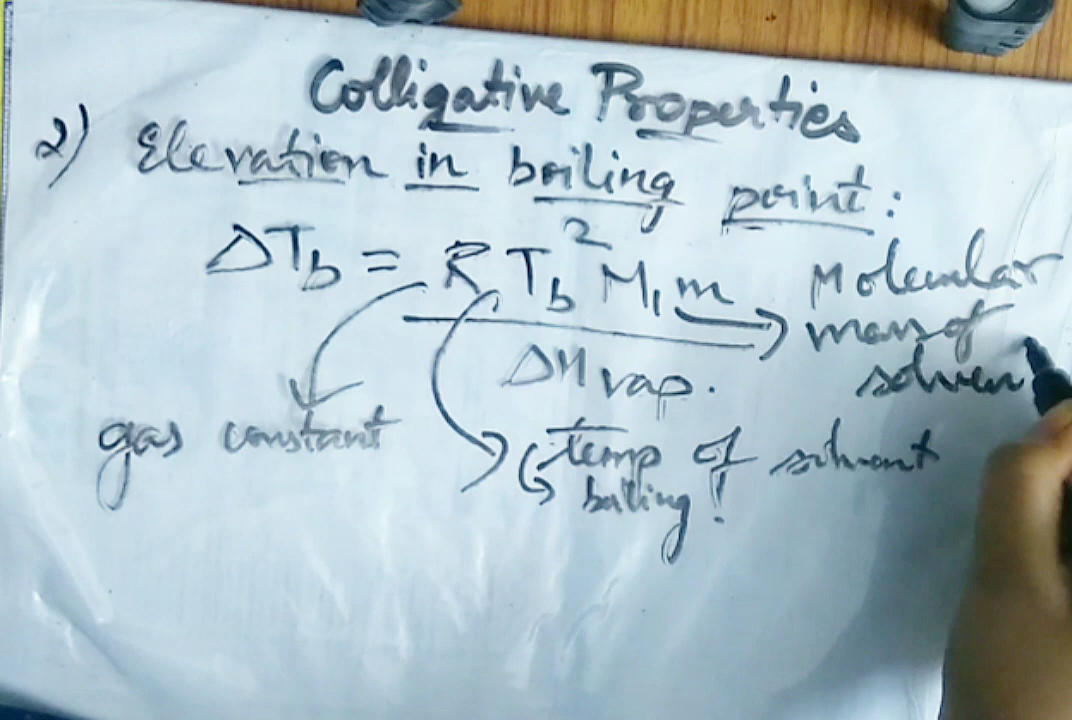 Colligative Properties
2) Elevation in boiling point:
ΔTb = R Tb² M₁ m
ΔH vap.
Molecular
mass of
solven
gas constant
temp of solvent
boiling!